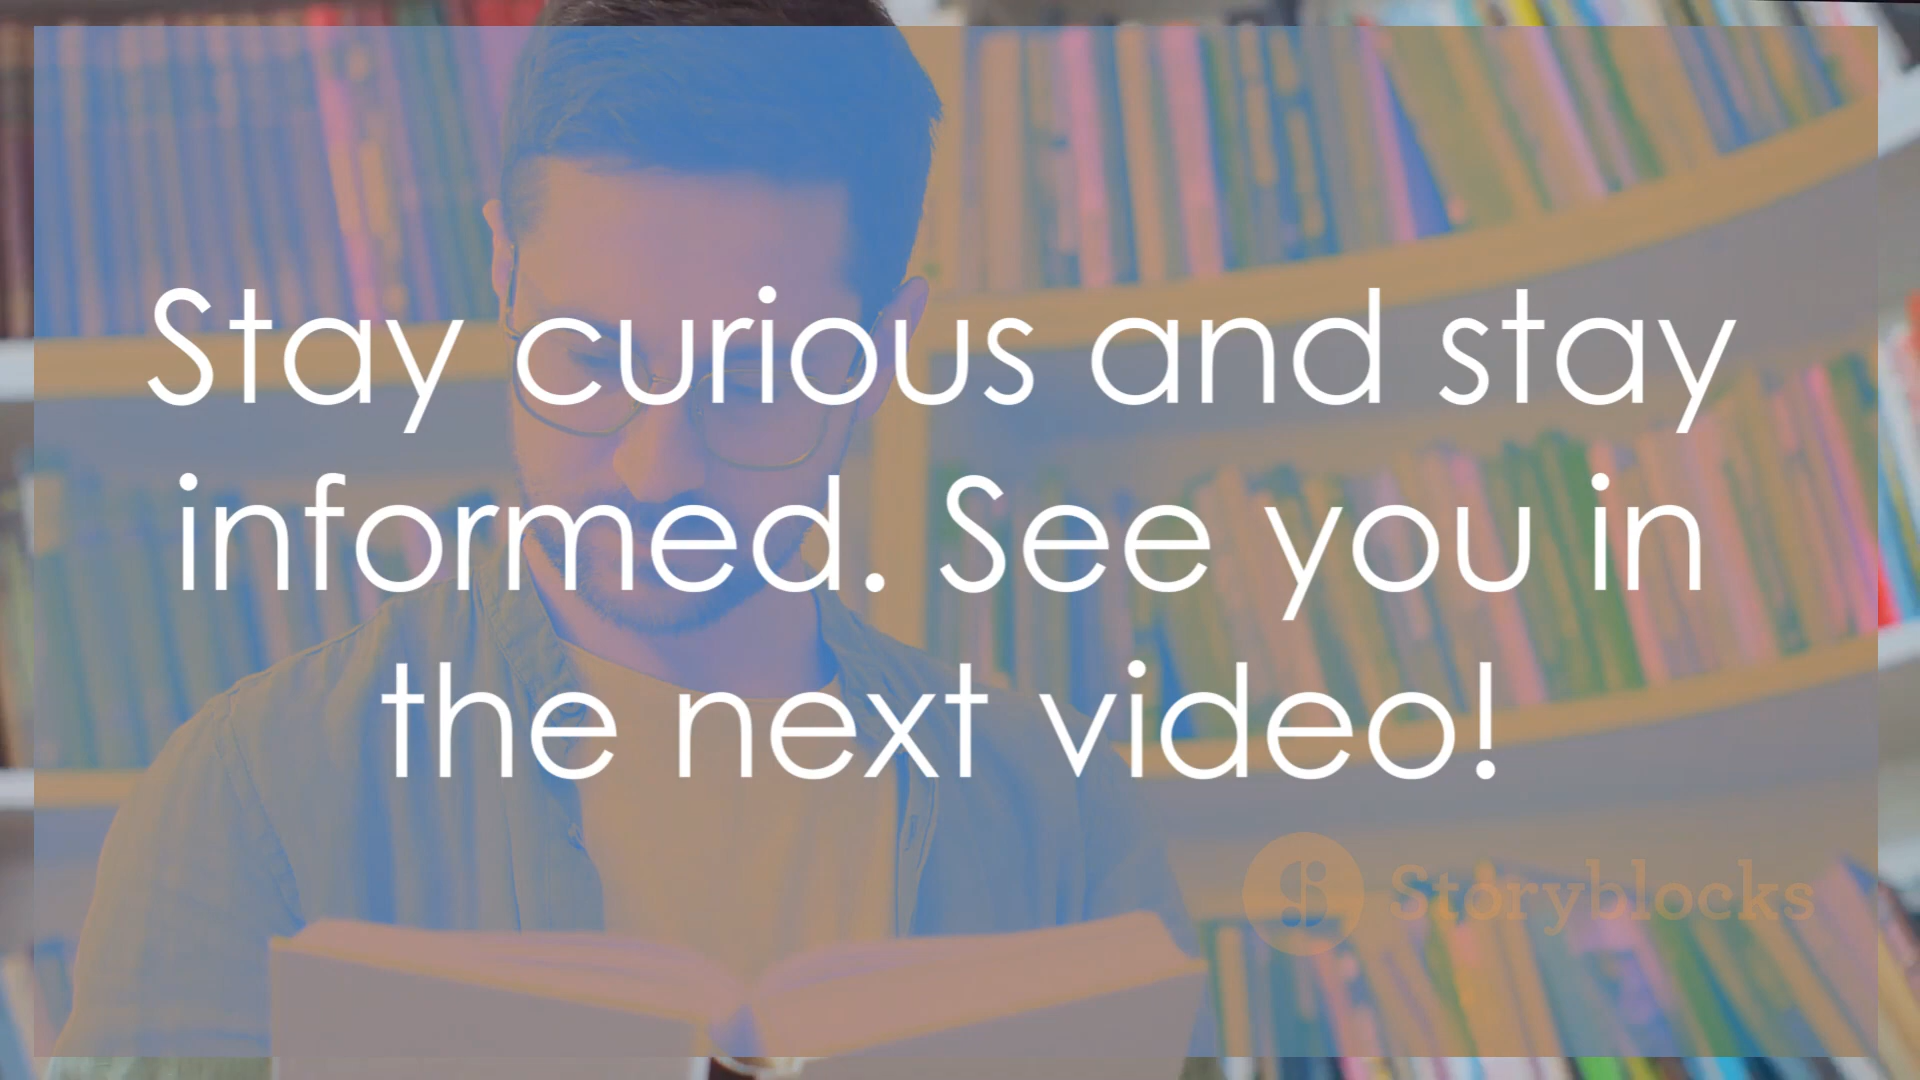 Stay curious and stay
informed. See you in
the next video!
Storyblocks